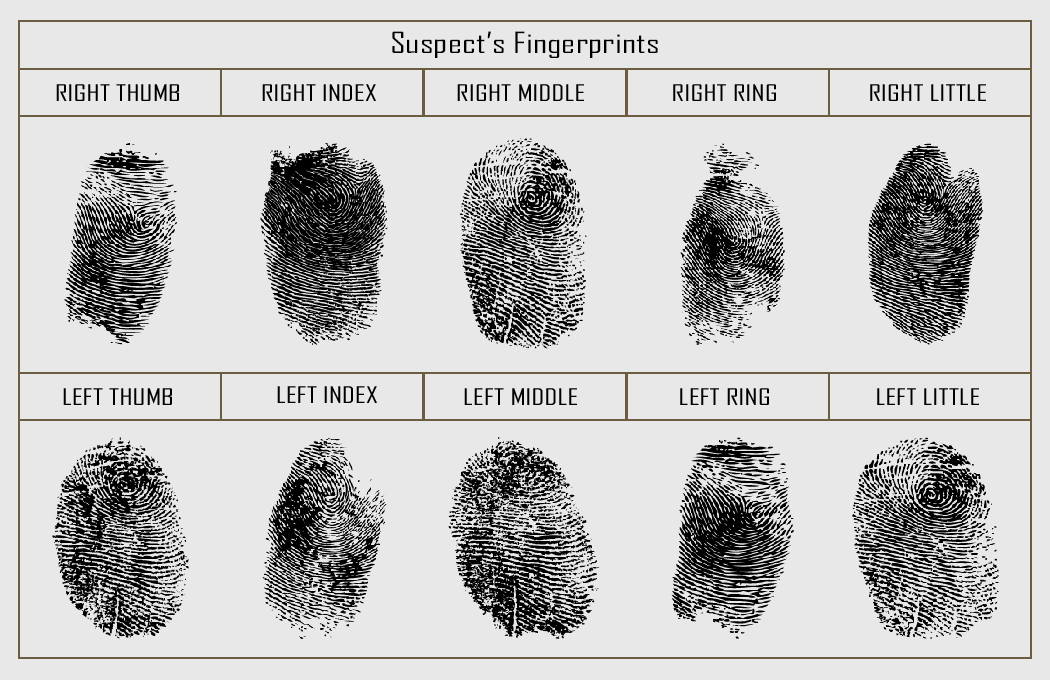 Suspect's Fingerprints
RIGHT THUMB
RIGHT INDEX
RIGHT MIDDLE
RIGHT RING
RIGHT LITTLE
LEFT THUMB
LEFT INDEX
LEFT MIDDLE
LEFT RING
LEFT LITTLE